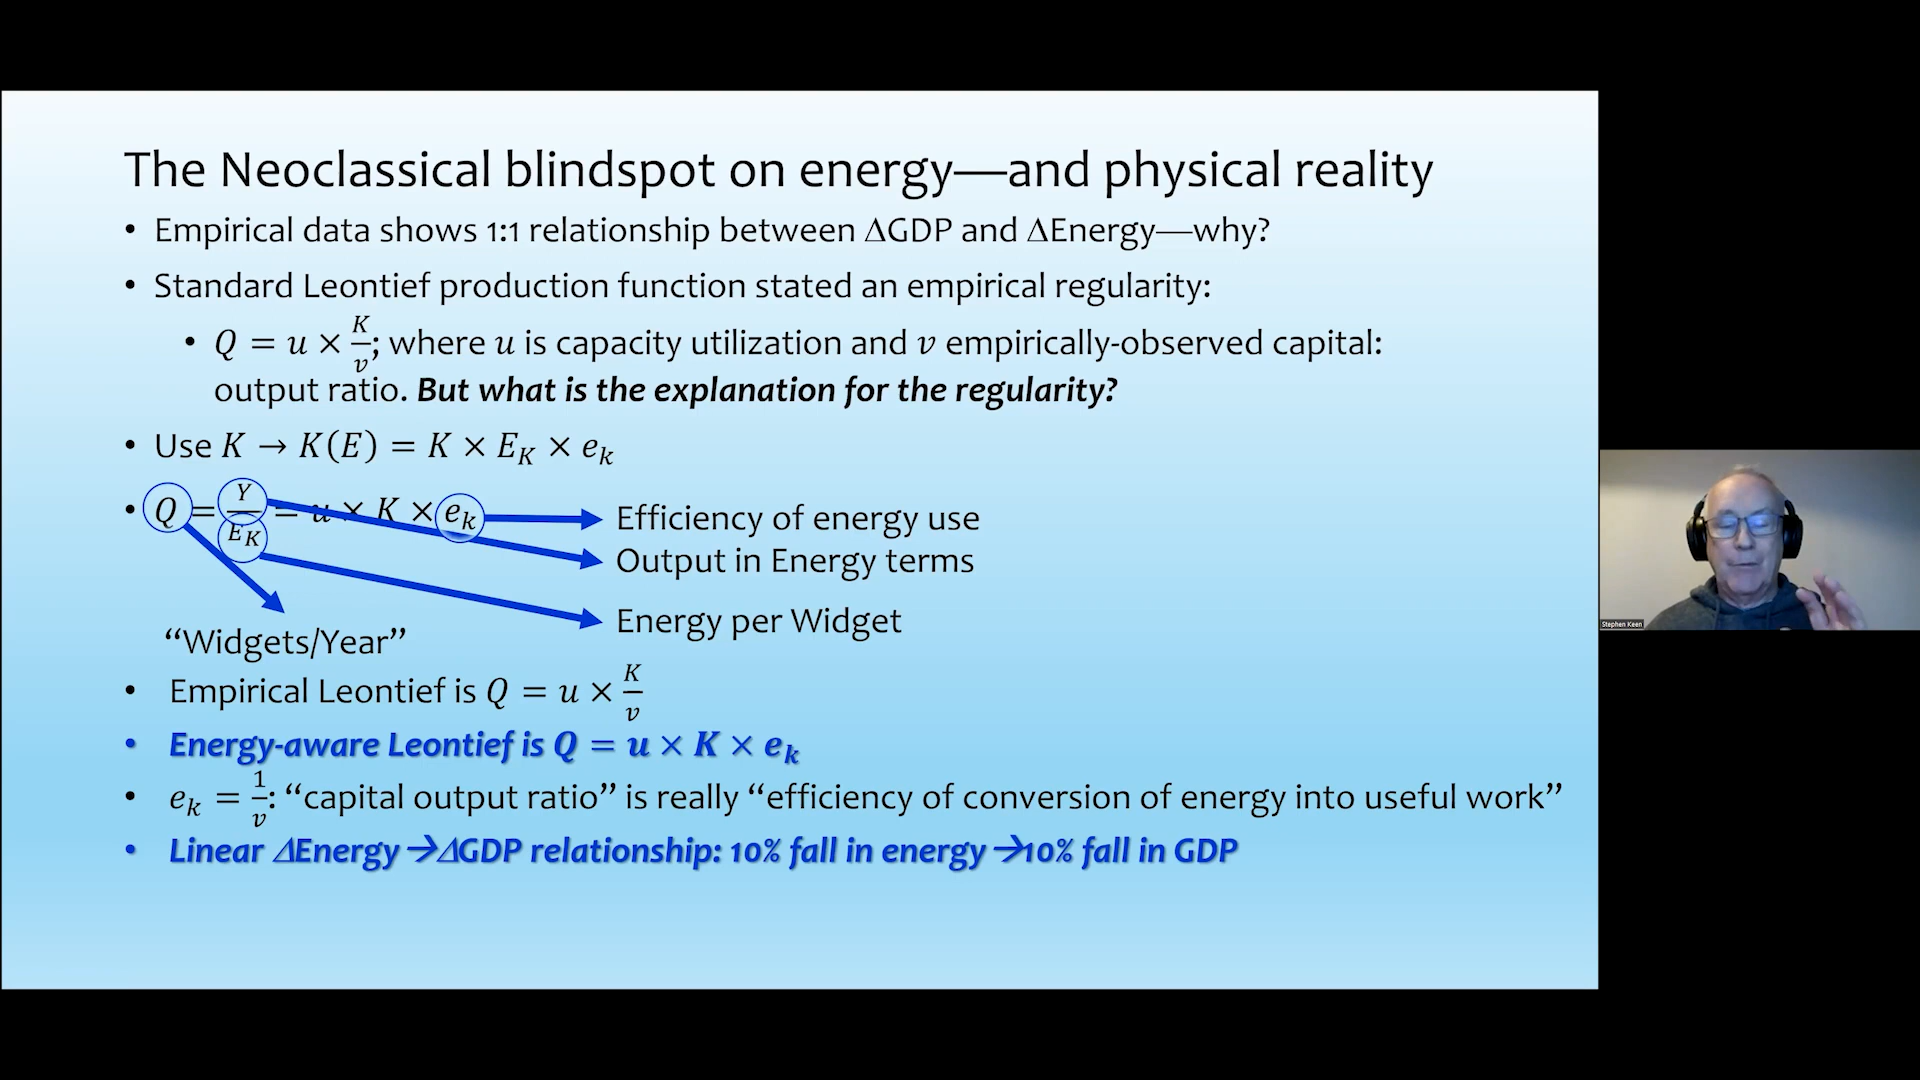 The Neoclassical blindspot on energy—and physical reality
• Empirical data shows 1:1 relationship between ΔGDP and ΔEnergy—why?
• Standard Leontief production function stated an empirical regularity:
• Q = u × K/v; where u is capacity utilization and v empirically-observed capital:
output ratio. But what is the explanation for the regularity?
• Use K → K(E) = K × E_K × e_k
• Q = Y/E_K = u × K × e_k
Efficiency of energy use
Output in Energy terms
Energy per Widget
“Widgets/Year”
• Empirical Leontief is Q = u × K/v
• Energy-aware Leontief is Q = u × K × e_k
• e_k = 1/v: “capital output ratio” is really “efficiency of conversion of energy into useful work”
• Linear ΔEnergy→ΔGDP relationship: 10% fall in energy→10% fall in GDP
Stephen Keen